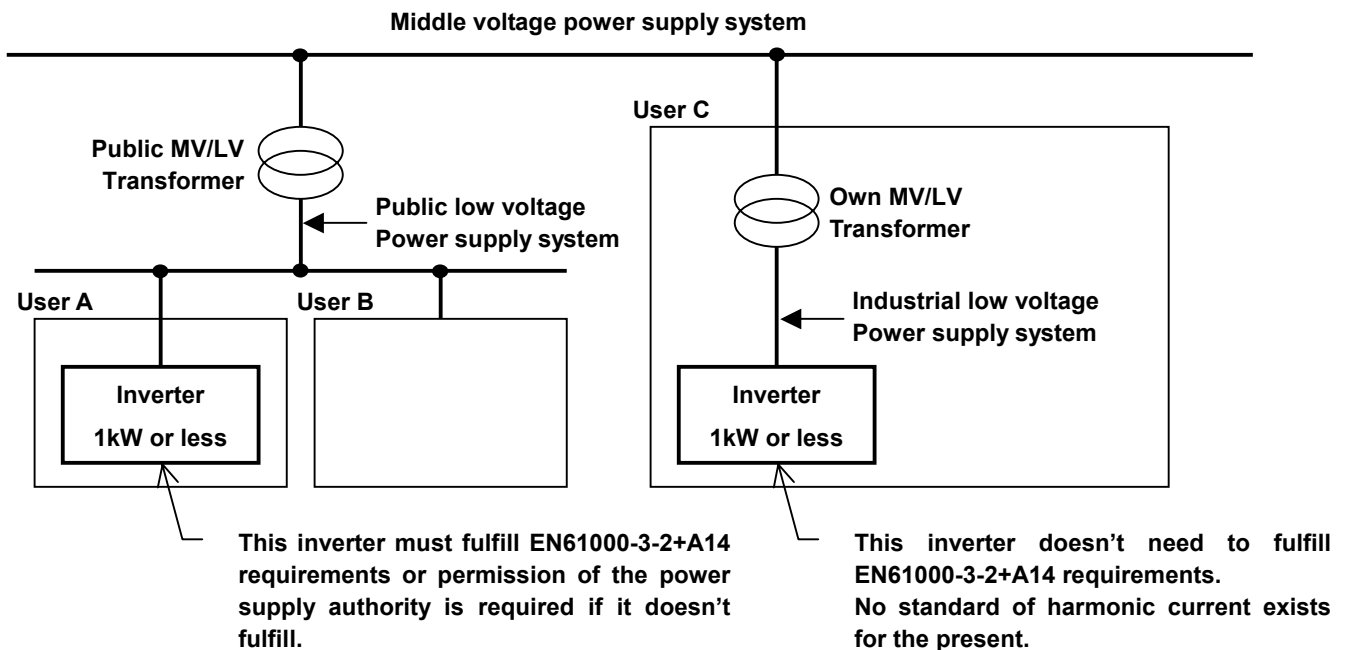 Middle voltage power supply system
User C
Public MV/LV
Transformer
Own MV/LV
Transformer
Public low voltage
Power supply system
User A
User B
Industrial low voltage
Power supply system
Inverter
1kW or less
Inverter
1kW or less
This inverter must fulfill EN61000-3-2+A14
requirements or permission of the power
supply authority is required if it doesn’t
fulfill.
This inverter doesn’t need to fulfill
EN61000-3-2+A14 requirements.
No standard of harmonic current exists
for the present.